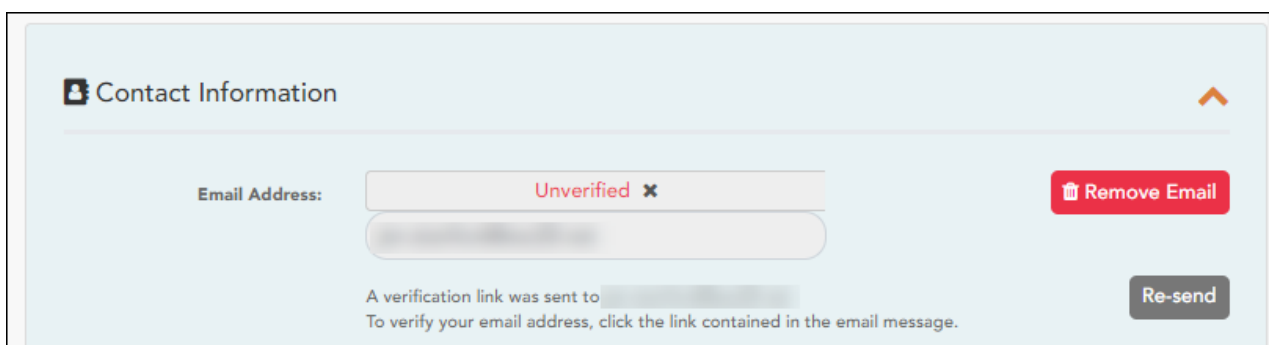 Contact Information
Email Address:
Unverified ✖
Remove Email
A verification link was sent to
Re-send
To verify your email address, click the link contained in the email message.